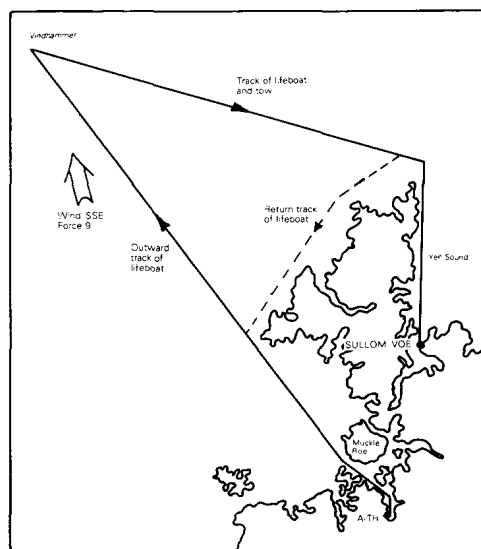 Vindhammer
Track of lifeboat
and tow
Wind SSE
Force 9
Return track
of lifeboat
Outward
track of
lifeboat
Yell Sound
SULLOM VOE
Muckle
Roe
AITH